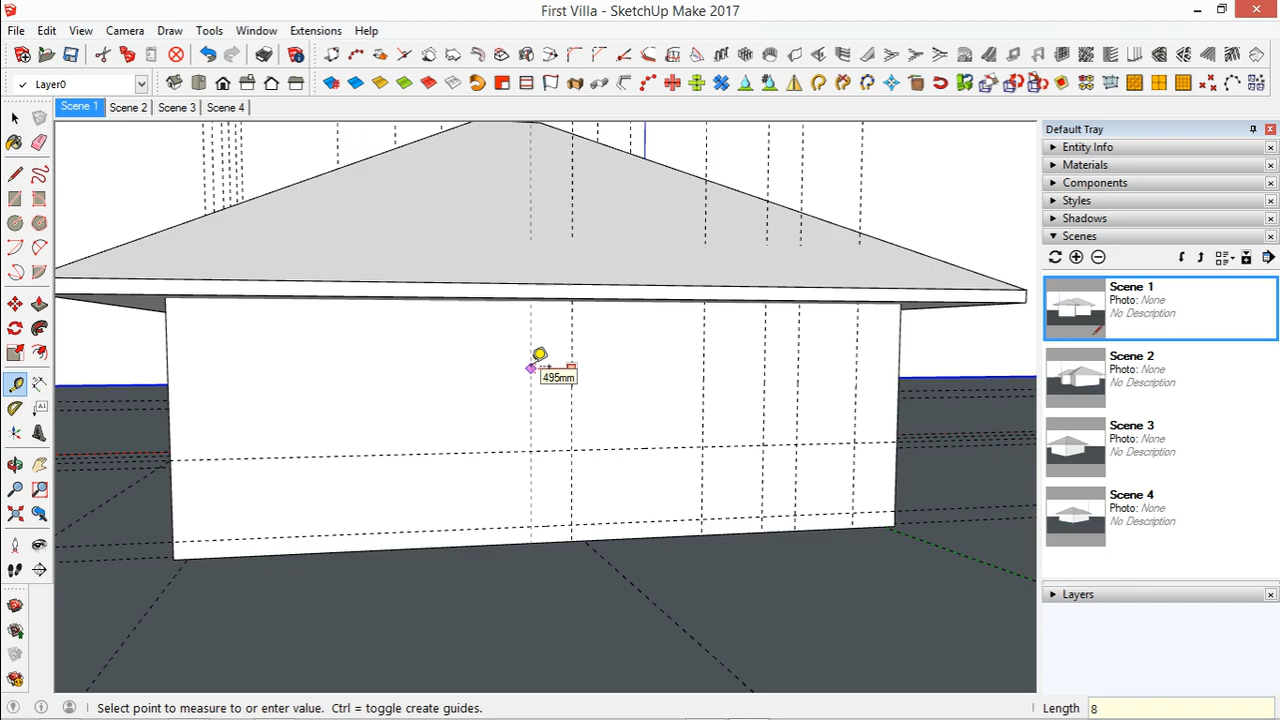 First Villa - SketchUp Make 2017
File Edit View Camera Draw Tools Window Extensions Help
✓ Layer0
Scene 1 Scene 2 Scene 3 Scene 4
Default Tray
Entity Info
Materials
Components
Styles
Shadows
Scenes
Scene 1
Photo: None
No Description
Scene 2
Photo: None
No Description
Scene 3
Photo: None
No Description
Scene 4
Photo: None
No Description
Layers
495mm
A1
Select point to measure to or enter value. Ctrl = toggle create guides.
Length 8